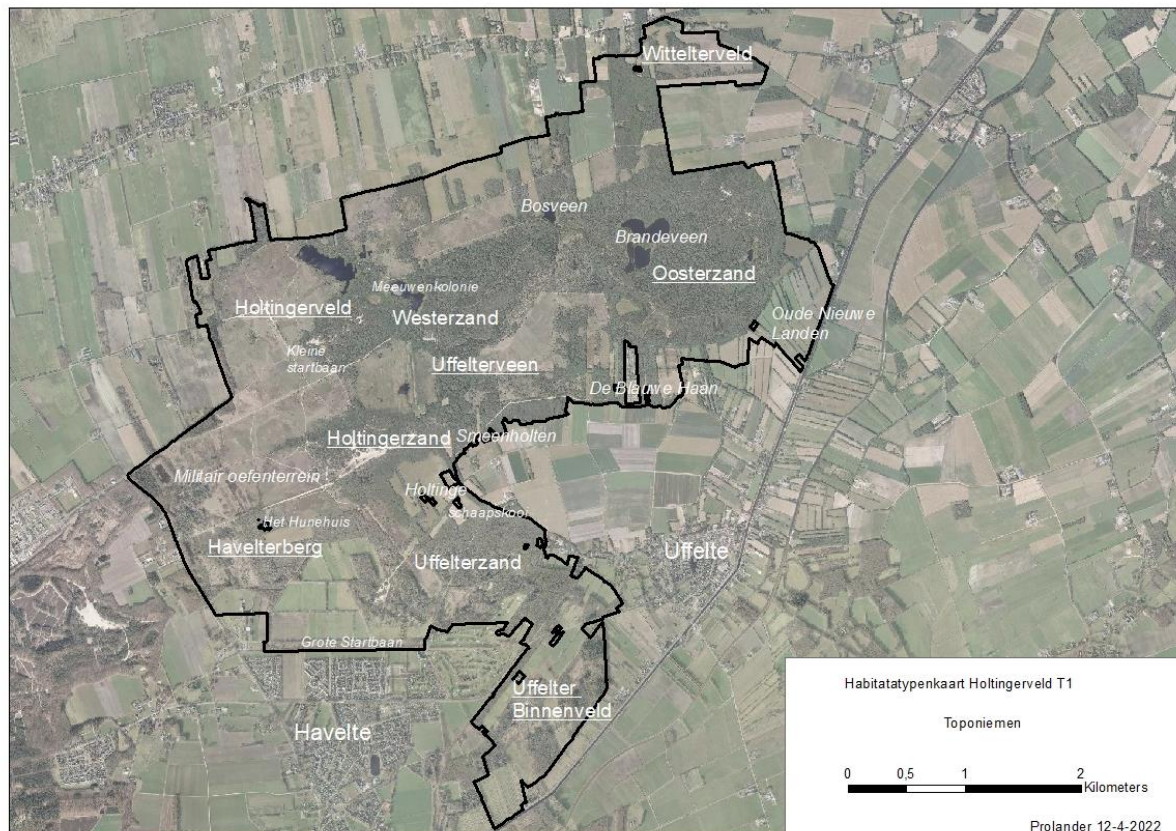 Wittelterveld
Bosveen
Brandeveen
Oosterzand
Meeuwenkolonie
Holtingerveld
Westerzand
Oude Nieuwe
Landen
Kleine
startbaan
Uffelterveen
De Blauwe Haan
Holtingerzand
Smeenholten
Militair oefenterrein
Holtinge
schaapskooi
Het Hunehuis
Havelterberg
Uffelterzand
Uffelte
Grote Startbaan
Uffelter
Binnenveld
Havelte
Habitatatypenkaart Holtingerveld T1
Toponiemen
0 0,5 1 2
Kilometers
Prolander 12-4-2022